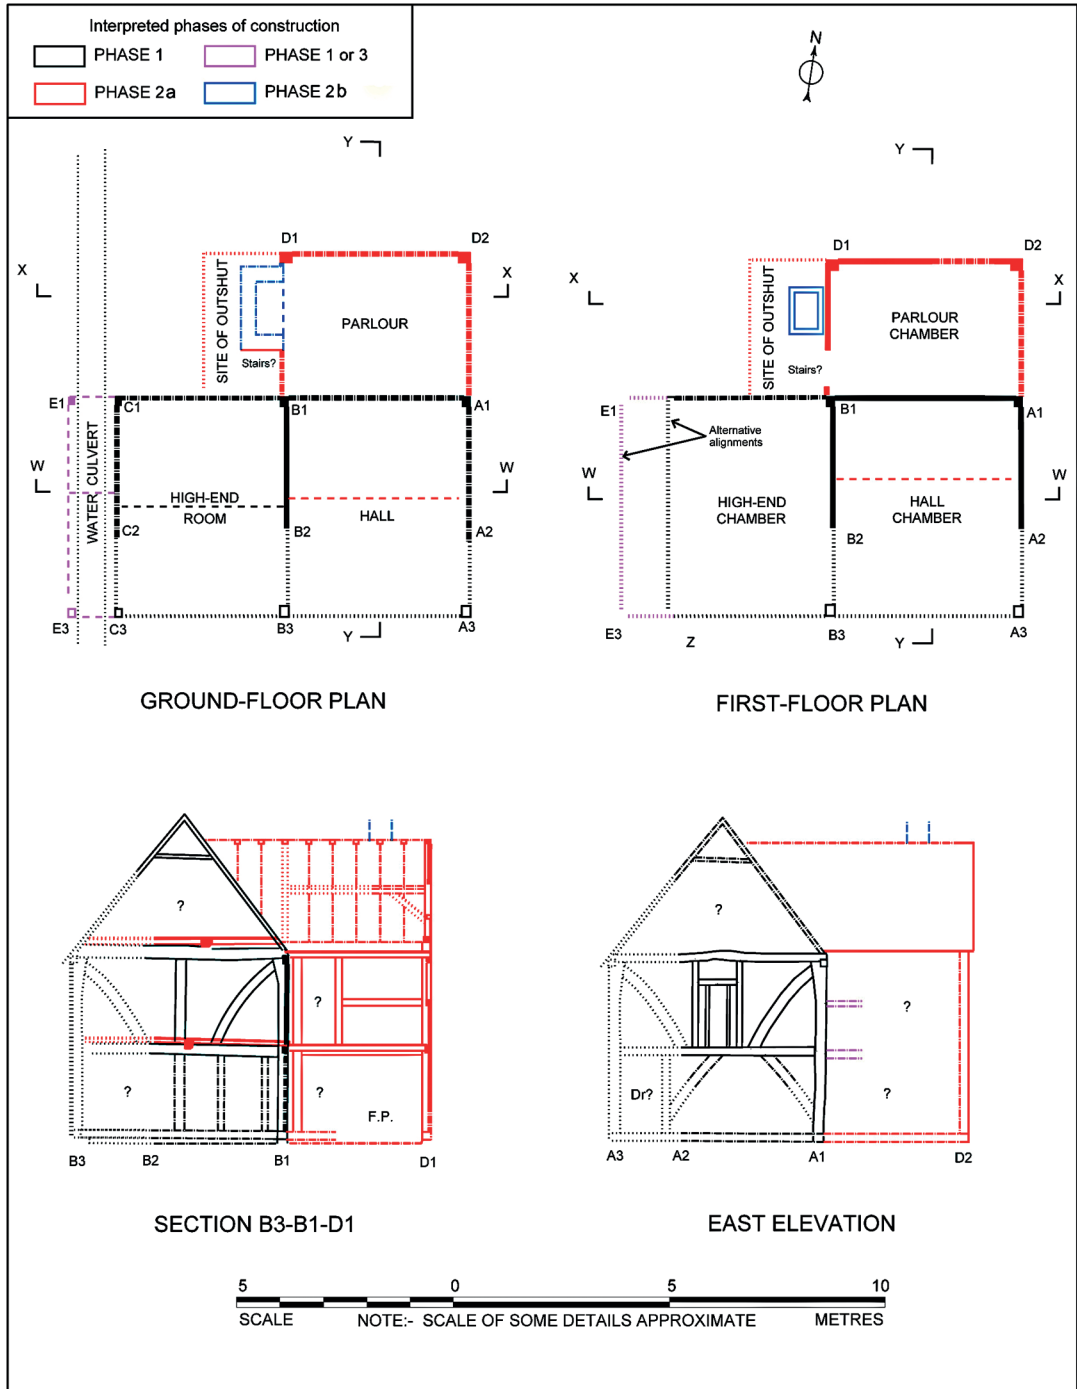 Interpreted phases of construction
PHASE 1
PHASE 1 or 3
PHASE 2a
PHASE 2b
N
Y
Y
D1
D2
D1
D2
X
X
X
X
SITE OF OUTSHUT
PARLOUR
Stairs?
SITE OF OUTSHUT
PARLOUR
CHAMBER
Stairs?
E1
C1
B1
A1
E1
B1
A1
Alternative
alignments
W
W
W
W
WATER CULVERT
HIGH-END
ROOM
HALL
HIGH-END
CHAMBER
HALL
CHAMBER
C2
B2
A2
B2
A2
E3
C3
B3
A3
Y
E3
Z
B3
A3
Y
GROUND-FLOOR PLAN
FIRST-FLOOR PLAN
?
?
?
?
?
?
F.P.
Dr?
?
B3
B2
B1
D1
A3
A2
A1
D2
SECTION B3-B1-D1
EAST ELEVATION
5
0
5
10
SCALE
NOTE:- SCALE OF SOME DETAILS APPROXIMATE
METRES